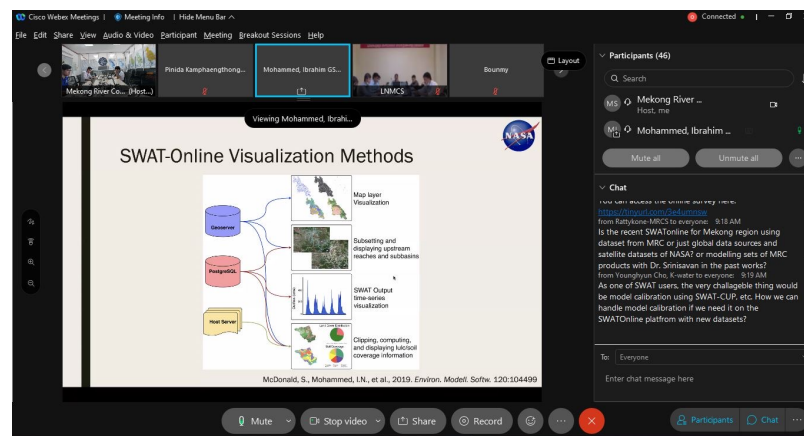 Cisco Webex Meetings | Meeting Info | Hide Menu Bar ^
Connected
File Edit Share View Audio & Video Participant Meeting Breakout Sessions Help
Layout
Mekong River Co... (Host...)
Pinida Kamphaengthong...
Mohammed, Ibrahim GS...
LNMCS
Bounmy
Viewing Mohammed, Ibrahi...
NASA
SWAT-Online Visualization Methods
Geoserver
PostgreSQL
Host Server
Map layer
Visualization
Subsetting and
displaying upstream
reaches and subbasins
SWAT Output
time-series
visualization
Clipping, computing,
and displaying lulc/soil
coverage information
McDonald, S., Mohammed, I.N., et al., 2019. Environ. Modell. Softw. 120:104499
Mute
Stop video
Share
Record
Participants (46)
Search
MS
Mekong River ...
Host, me
Mohammed, Ibrahim ...
Mute all
Unmute all
Chat
You can access the online survey here:
https://tinyurl.com/3e4umnsw
from Rattykone-MRCS to everyone: 9:18 AM
Is the recent SWATonline for Mekong region using
dataset from MRC or just global data sources and
satellite datasets of NASA? or modelling sets of MRC
products with Dr. Srinisavan in the past works?
from Younghyun Cho, K-water to everyone: 9:19 AM
As one of SWAT users, the very challageble thing would
be model calibration using SWAT-CUP, etc. How we can
handle model calibration if we need it on the
SWATOnline platfrom with new datasets?
To: Everyone
Enter chat message here
Participants
Chat